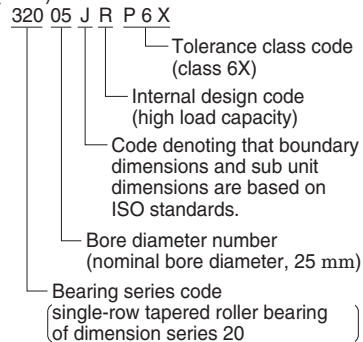 320 05 J R P 6 X
Tolerance class code
(class 6X)
Internal design code
(high load capacity)
Code denoting that boundary
dimensions and sub unit
dimensions are based on
ISO standards.
Bore diameter number
(nominal bore diameter, 25 mm)
Bearing series code
(single-row tapered roller bearing
of dimension series 20)